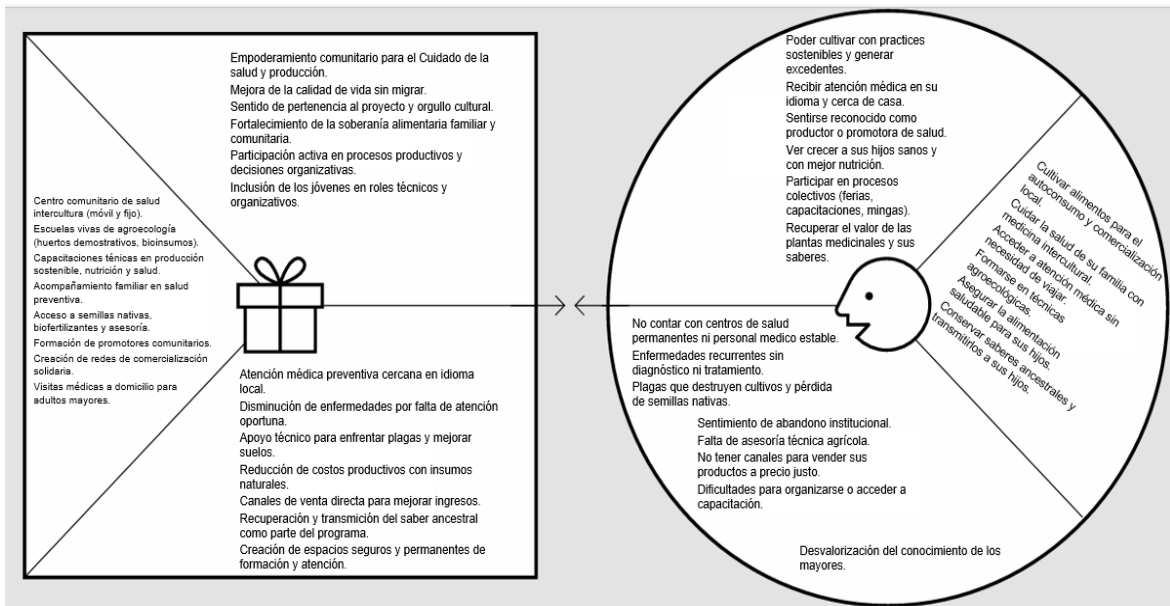 Empoderamiento comunitario para el Cuidado de la
salud y producción.
Mejora de la calidad de vida sin migrar.
Sentido de pertenencia al proyecto y orgullo cultural.
Fortalecimiento de la soberanía alimentaria familiar y
comunitaria.
Participación activa en procesos productivos y
decisiones organizativas.
Inclusión de los jóvenes en roles técnicos y
organizativos.
Centro comunitario de salud
intercultura (móvil y fijo).
Escuelas vivas de agroecología
(huertos demostrativos, bioinsumos).
Capacitaciones ténicas en producción
sostenible, nutrición y salud.
Acompañamiento familiar en salud
preventiva.
Acceso a semillas nativas,
biofertilizantes y asesoría.
Formación de promotores comunitarios.
Creación de redes de comercialización
solidaria.
Visitas médicas a domicilio para
adultos mayores.
Atención médica preventiva cercana en idioma
local.
Disminución de enfermedades por falta de atención
oportuna.
Apoyo técnico para enfrentar plagas y mejorar
suelos.
Reducción de costos productivos con insumos
naturales.
Canales de venta directa para mejorar ingresos.
Recuperación y transmición del saber ancestral
como parte del programa.
Creación de espacios seguros y permanentes de
formación y atención.
Poder cultivar con practices
sostenibles y generar
excedentes.
Recibir atención médica en su
idioma y cerca de casa.
Sentirse reconocido como
productor o promotora de salud.
Ver crecer a sus hijos sanos y
con mejor nutrición.
Participar en procesos
colectivos (ferias,
capacitaciones, mingas).
Recuperar el valor de las
plantas medicinales y sus
saberes.
Cultivar alimentos para el
autoconsumo y comercialización
local.
Cuidar la salud de su familia con
medicina intercultural.
Acceder a atención médica sin
necesidad de viajar.
Formarse en técnicas
agroecológicas.
Asegurar la alimentación
saludable para sus hijos.
Conservar saberes ancestrales y
transmitirlos a sus hijos.
No contar con centros de salud
permanentes ni personal medico estable.
Enfermedades recurrentes sin
diagnóstico ni tratamiento.
Plagas que destruyen cultivos y pérdida
de semillas nativas.
Sentimiento de abandono institucional.
Falta de asesoría técnica agrícola.
No tener canales para vender sus
productos a precio justo.
Dificultades para organizarse o acceder a
capacitación.
Desvalorización del conocimiento de los
mayores.